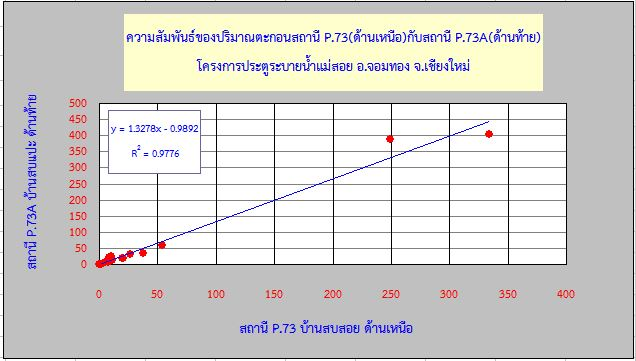 ความสัมพันธ์ของปริมาณตะกอนสถานี P.73(ด้านเหนือ)กับสถานี P.73A(ด้านท้าย)
โครงการประตูระบายน้ำแม่สอย อ.จอมทอง จ.เชียงใหม่
สถานี P.73A บ้านสบแปะ ด้านท้าย
500
450
400
350
300
250
200
150
100
50
0
y = 1.3278x - 0.9892
R² = 0.9776
0 50 100 150 200 250 300 350 400
สถานี P.73 บ้านสบสอย ด้านเหนือ